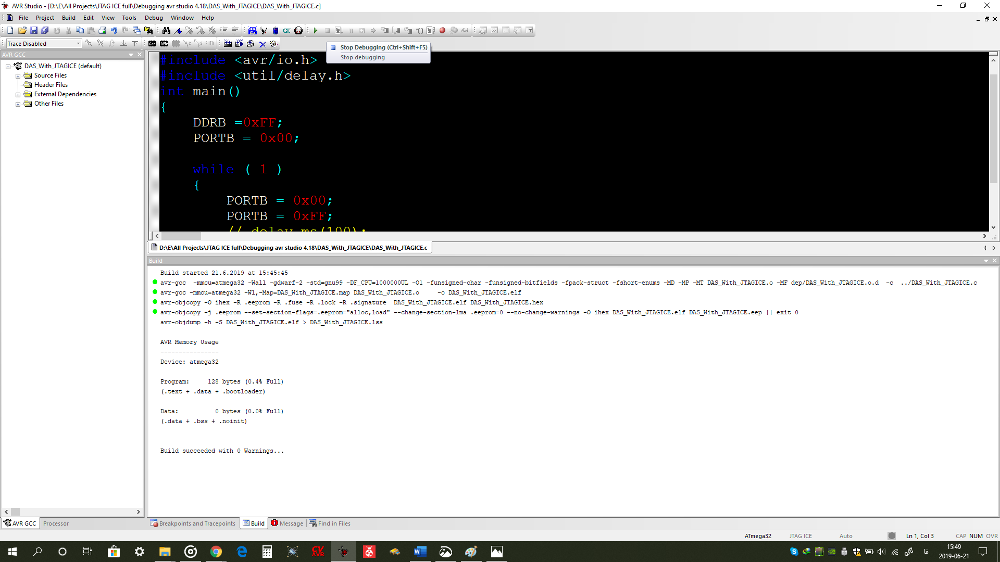 AVR Studio - [D:\E\All Projects\JTAG ICE full\Debugging avr studio 4.18\DAS_With_JTAGICE\DAS_With_JTAGICE.c]
File Project Build Edit View Tools Debug Window Help
Trace Disabled
AUTO
Stop Debugging (Ctrl+Shift+F5)
Stop debugging
AVR GCC
DAS_With_JTAGICE (default)
Source Files
Header Files
External Dependencies
Other Files
#include <avr/io.h>
#include <util/delay.h>
int main()
{
DDRB =0xFF;
PORTB = 0x00;
while ( 1 )
{
PORTB = 0x00;
PORTB = 0xFF;
// delay ms(100);
D:\E\All Projects\JTAG ICE full\Debugging avr studio 4.18\DAS_With_JTAGICE\DAS_With_JTAGICE.c
Build
Build started 21.6.2019 at 15:45:45
avr-gcc  -mmcu=atmega32 -Wall -gdwarf-2 -std=gnu99 -DF_CPU=1000000UL -O1 -funsigned-char -funsigned-bitfields -fpack-struct -fshort-enums -MD -MP -MT DAS_With_JTAGICE.o -MF dep/DAS_With_JTAGICE.o.d  -c  ../DAS_With_JTAGICE.c
avr-gcc -mmcu=atmega32 -Wl,-Map=DAS_With_JTAGICE.map DAS_With_JTAGICE.o     -o DAS_With_JTAGICE.elf
avr-objcopy -O ihex -R .eeprom -R .fuse -R .lock -R .signature  DAS_With_JTAGICE.elf DAS_With_JTAGICE.hex
avr-objcopy -j .eeprom --set-section-flags=.eeprom="alloc,load" --change-section-lma .eeprom=0 --no-change-warnings -O ihex DAS_With_JTAGICE.elf DAS_With_JTAGICE.eep || exit 0
avr-objdump -h -S DAS_With_JTAGICE.elf > DAS_With_JTAGICE.lss
AVR Memory Usage
----------------
Device: atmega32
Program:     128 bytes (0.4% Full)
(.text + .data + .bootloader)
Data:          0 bytes (0.0% Full)
(.data + .bss + .noinit)
Build succeeded with 0 Warnings...
AVR GCC Processor
Breakpoints and Tracepoints Build Message Find in Files
ATmega32 JTAG ICE Auto Ln 1, Col 3 CAP NUM OVR
CV AVR
فا
15:49
2019-06-21